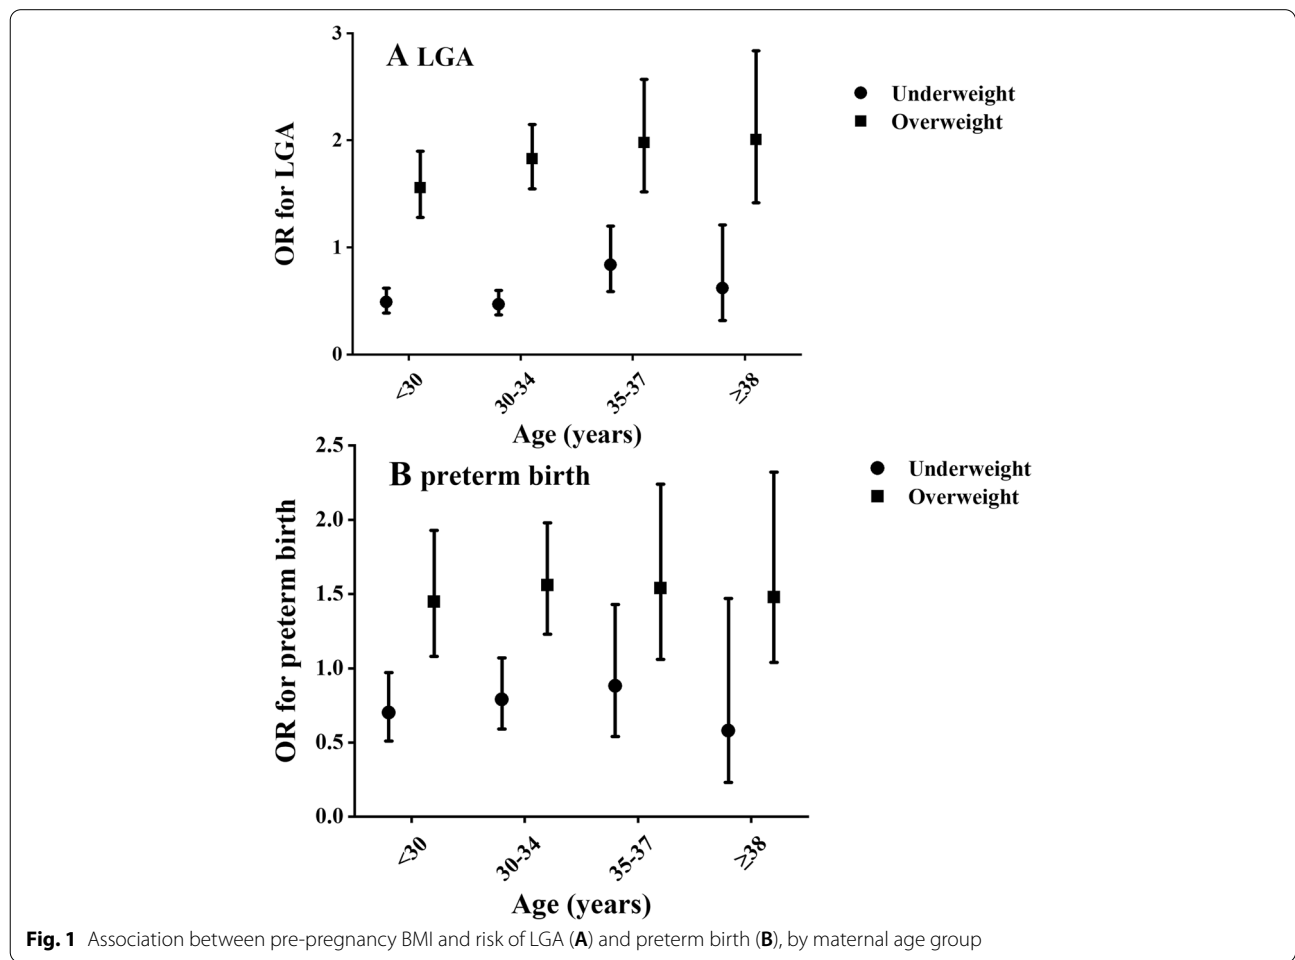 A LGA
3
2
1
0
OR for LGA
Underweight
Overweight
<30
30-34
35-37
≥38
Age (years)
B preterm birth
2.5
2.0
1.5
1.0
0.5
0.0
OR for preterm birth
Underweight
Overweight
<30
30-34
35-37
≥38
Age (years)
Fig. 1 Association between pre-pregnancy BMI and risk of LGA (A) and preterm birth (B), by maternal age group